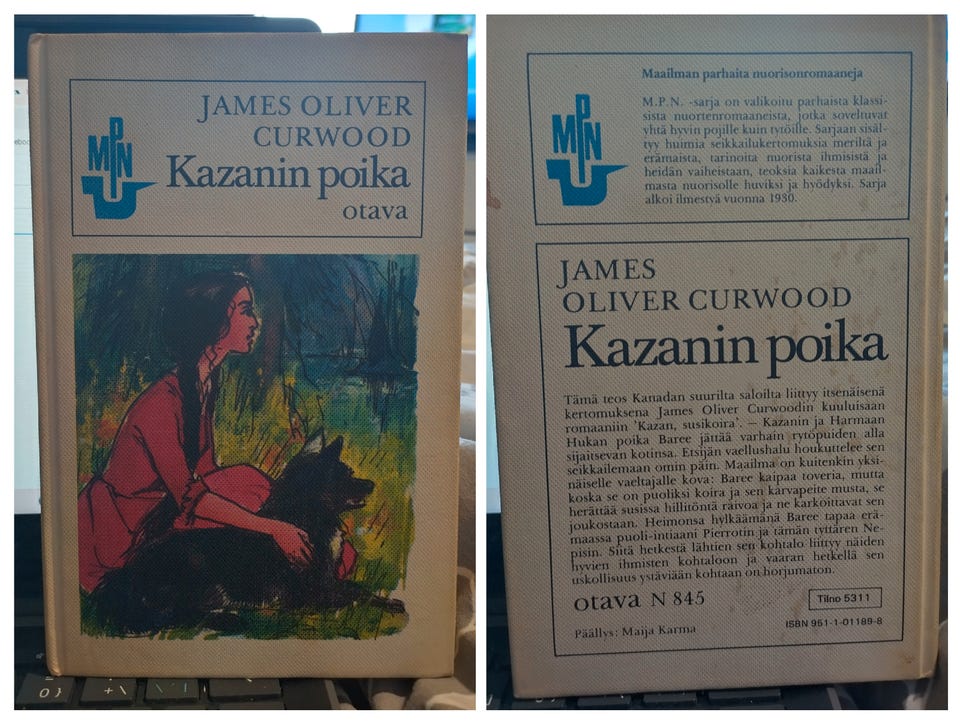 JAMES OLIVER
CURWOOD
Kazanin poika
otava
MPNU
Maailman parhaita nuorisonromaaneja
M.P.N. -sarja on valikoitu parhaista klassi-
sista nuortenromaaneista, jotka soveltuvat
yhtä hyvin pojille kuin tytöille. Sarjaan sisäl-
tyy huimia seikkailukertomuksia meriltä ja
erämaista, tarinoita nuorista ihmisistä ja
heidän vaiheistaan, teoksia kaikesta maail-
masta nuorisolle huviksi ja hyödyksi. Sarja
alkoi ilmestyä vuonna 1930.
MPNU
JAMES
OLIVER CURWOOD
Kazanin poika
Tämä teos Kanadan suurilta saloilta liittyy itsenäisenä
kertomuksena James Oliver Curwoodin kuuluisaan
romaaniin 'Kazan, susikoira'. – Kazanin ja Harmaan
Hukan poika Baree jättää varhain rytöpuiden alla
sijaitsevan kotinsa. Etsijän vaellushalu houkuttelee sen
seikkailemaan omin päin. Maailma on kuitenkin yksi-
näiselle vaeltajalle kova: Baree kaipaa toveria, mutta
koska se on puoliksi koira ja sen karvapeite musta, se
herättää susissa hillitöntä raivoa ja ne karkoittavat sen
joukostaan. Heimonsa hylkäämänä Baree tapaa erä-
maassa puoli-intiaani Pierrotin ja tämän tyttären Ne-
pisin. Siitä hetkestä lähtien sen kohtalo liittyy näiden
hyvien ihmisten kohtaloon ja vaaran hetkellä sen
uskollisuus ystäviään kohtaan on horjumaton.
otava N 845
Tilno 5311
Päällys: Maija Karma
ISBN 951-1-01189-8